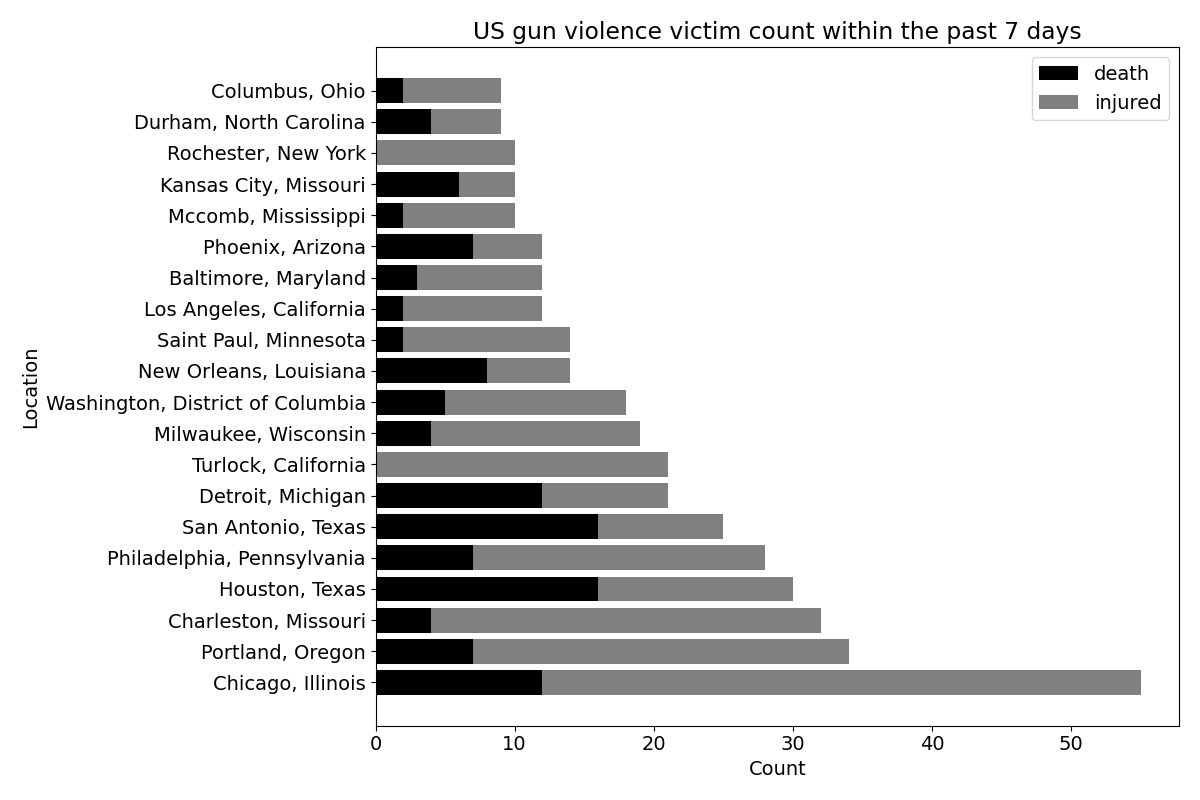 US gun violence victim count within the past 7 days
death
injured
Columbus, Ohio
Durham, North Carolina
Rochester, New York
Kansas City, Missouri
Mccomb, Mississippi
Phoenix, Arizona
Baltimore, Maryland
Los Angeles, California
Saint Paul, Minnesota
New Orleans, Louisiana
Washington, District of Columbia
Milwaukee, Wisconsin
Turlock, California
Detroit, Michigan
San Antonio, Texas
Philadelphia, Pennsylvania
Houston, Texas
Charleston, Missouri
Portland, Oregon
Chicago, Illinois
Location
0 10 20 30 40 50
Count